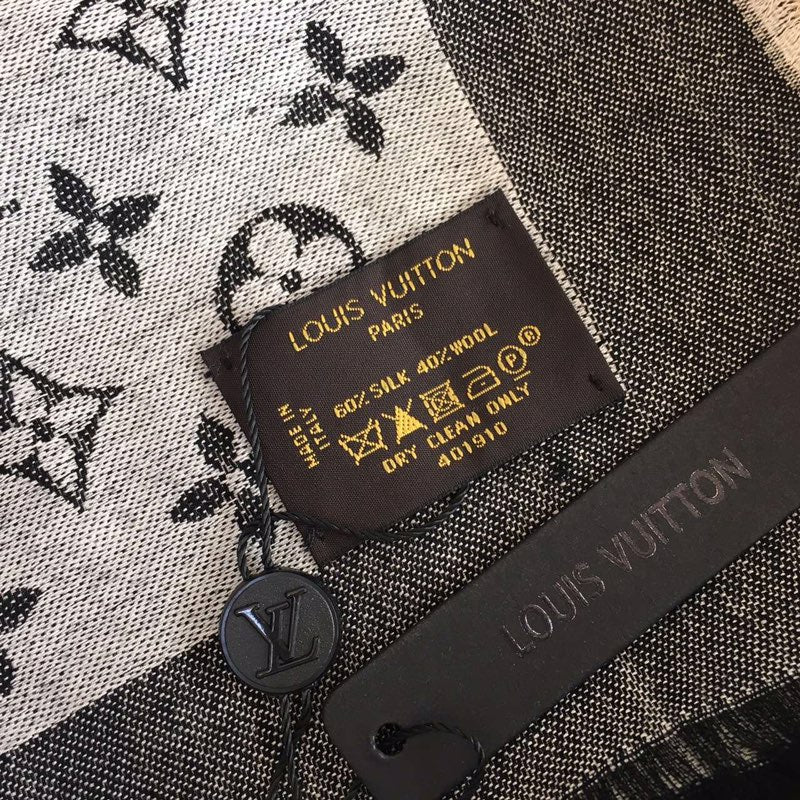 LOUIS VUITTON
PARIS
60% SILK 40% WOOL
MADE IN
ITALY
DRY CLEAN ONLY
401910
P
LV
LOUIS VUITTON